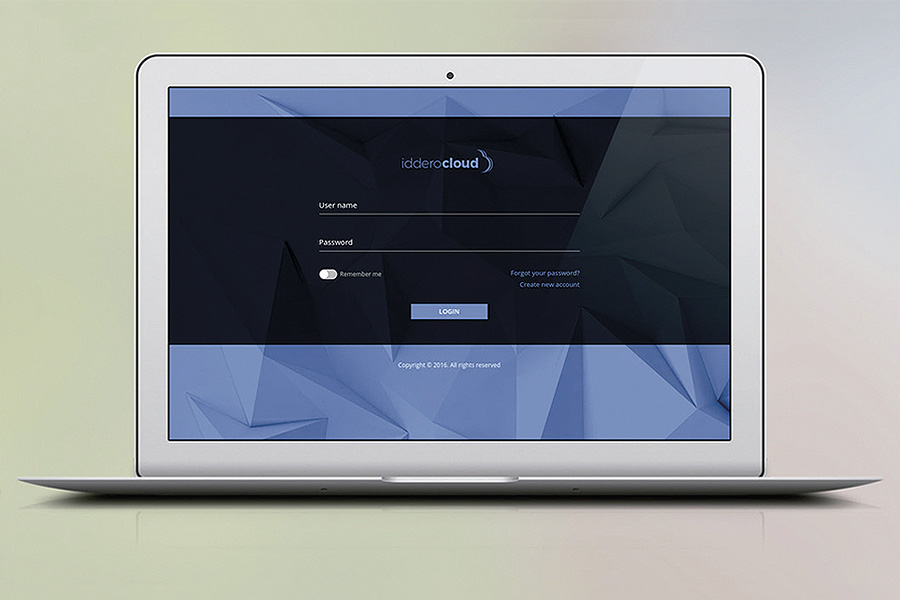 idderocloud
User name
Password
Remember me
Forgot your password?
Create new account
LOGIN
Copyright © 2016. All rights reserved